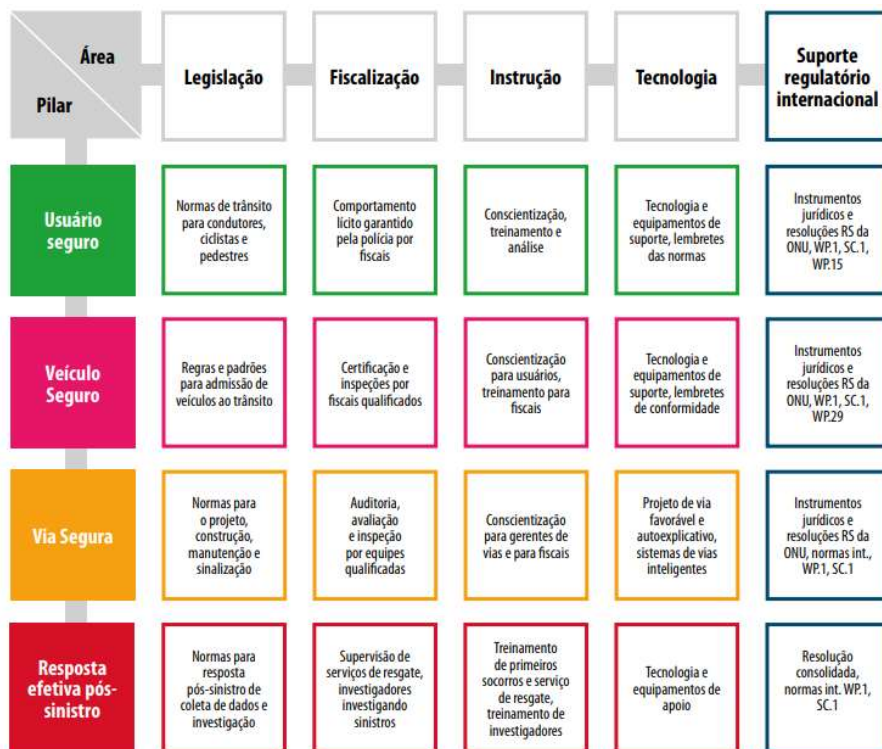 Área
Pilar
Legislação
Fiscalização
Instrução
Tecnologia
Suporte
regulatório
internacional
Usuário
seguro
Normas de trânsito
para condutores,
ciclistas e
pedestres
Comportamento
lícito garantido
pela polícia por
fiscais
Conscientização,
treinamento e
análise
Tecnologia e
equipamentos de
suporte, lembretes
das normas
Instrumentos
jurídicos e
resoluções RS da
ONU, WP.1, SC.1,
WP.15
Veículo
Seguro
Regras e padrões
para admissão de
veículos ao trânsito
Certificação e
inspeções por
fiscais qualificados
Conscientização
para usuários,
treinamento para
fiscais
Tecnologia e
equipamentos de
suporte, lembretes
de conformidade
Instrumentos
jurídicos e
resoluções RS da
ONU, WP.1, SC.1,
WP.29
Via Segura
Normas para
o projeto,
construção,
manutenção e
sinalização
Auditoria,
avaliação
e inspeção
por equipes
qualificadas
Conscientização
para gerentes de
vias e para fiscais
Projeto de via
favorável e
autoexplicativo,
sistemas de vias
inteligentes
Instrumentos
jurídicos e
resoluções RS da
ONU, normas int.,
WP.1, SC.1
Resposta
efetiva pós-
sinistro
Normas para
resposta
pós-sinistro de
coleta de dados e
investigação
Supervisão de
serviços de resgate,
investigadores
investigando
sinistros
Treinamento
de primeiros
socorros e serviço
de resgate,
treinamento de
investigadores
Tecnologia e
equipamentos de
apoio
Resolução
consolidada,
normas int. WP.1,
SC.1